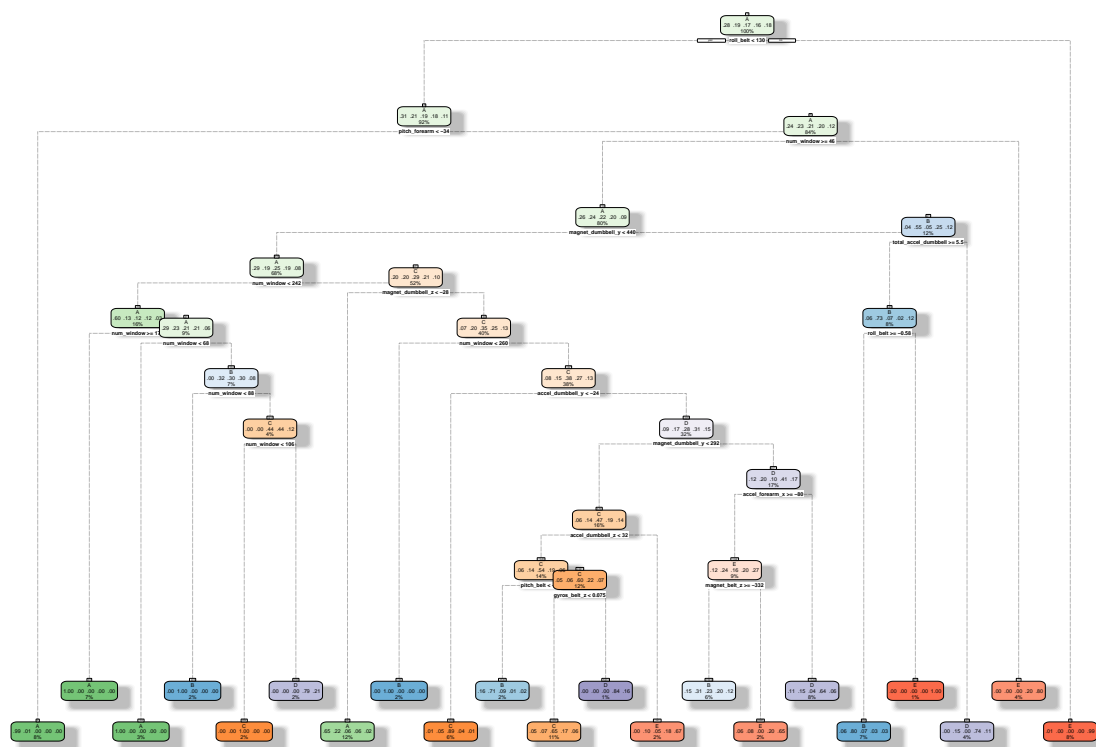 A
.28 .19 .17 .16 .18
100%
roll_belt < 130
A
.31 .21 .19 .18 .11
92%
pitch_forearm < −34
A
.24 .23 .21 .20 .12
84%
num_window >= 46
A
.26 .24 .22 .20 .09
80%
magnet_dumbbell_y < 440
B
.04 .55 .05 .25 .12
12%
total_accel_dumbbell >= 5.5
A
.29 .19 .25 .19 .08
68%
num_window < 242
C
.20 .20 .29 .21 .10
52%
magnet_dumbbell_z < −28
A
.60 .13 .12 .12
16%
num_window >=
A
.29 .23 .21 .21 .06
9%
num_window < 68
C
.07 .20 .35 .25 .13
40%
num_window < 260
B
.06 .73 .07 .02 .12
8%
roll_belt >= −0.58
B
.00 .32 .30 .30 .08
7%
num_window < 88
C
.08 .15 .38 .27 .13
38%
accel_dumbbell_y < −24
C
.00 .00 .44 .44 .12
4%
num_window < 106
D
.09 .17 .28 .31 .15
32%
magnet_dumbbell_y < 292
D
.12 .20 .10 .41 .17
17%
accel_forearm_x >= −80
C
.06 .14 .47 .19 .14
16%
accel_dumbbell_z < 32
C
.06 .14 .54 .19
14%
pitch_belt <
C
.05 .06 .60 .22 .07
12%
gyros_belt_z < 0.075
E
.12 .24 .16 .20 .27
9%
magnet_belt_z >= −332
A
1.00 .00 .00 .00 .00
7%
B
.00 1.00 .00 .00 .00
2%
D
.00 .00 .00 .79 .21
2%
B
.00 1.00 .00 .00 .00
2%
B
.16 .71 .09 .01 .02
2%
D
.00 .00 .00 .84 .16
1%
B
.15 .31 .23 .20 .12
6%
D
.11 .15 .04 .64 .06
8%
E
.00 .00 .00 .00 1.00
1%
E
.00 .00 .00 .20 .80
4%
A
.99 .01 .00 .00 .00
8%
A
1.00 .00 .00 .00 .00
3%
C
.00 .00 1.00 .00 .00
2%
A
.65 .22 .06 .06 .02
12%
C
.01 .05 .89 .04 .01
6%
C
.05 .07 .65 .17 .06
11%
E
.00 .10 .05 .18 .67
2%
E
.06 .08 .00 .20 .65
2%
B
.06 .80 .07 .03 .03
7%
D
.00 .15 .00 .74 .11
4%
E
.01 .00 .00 .00 .99
8%